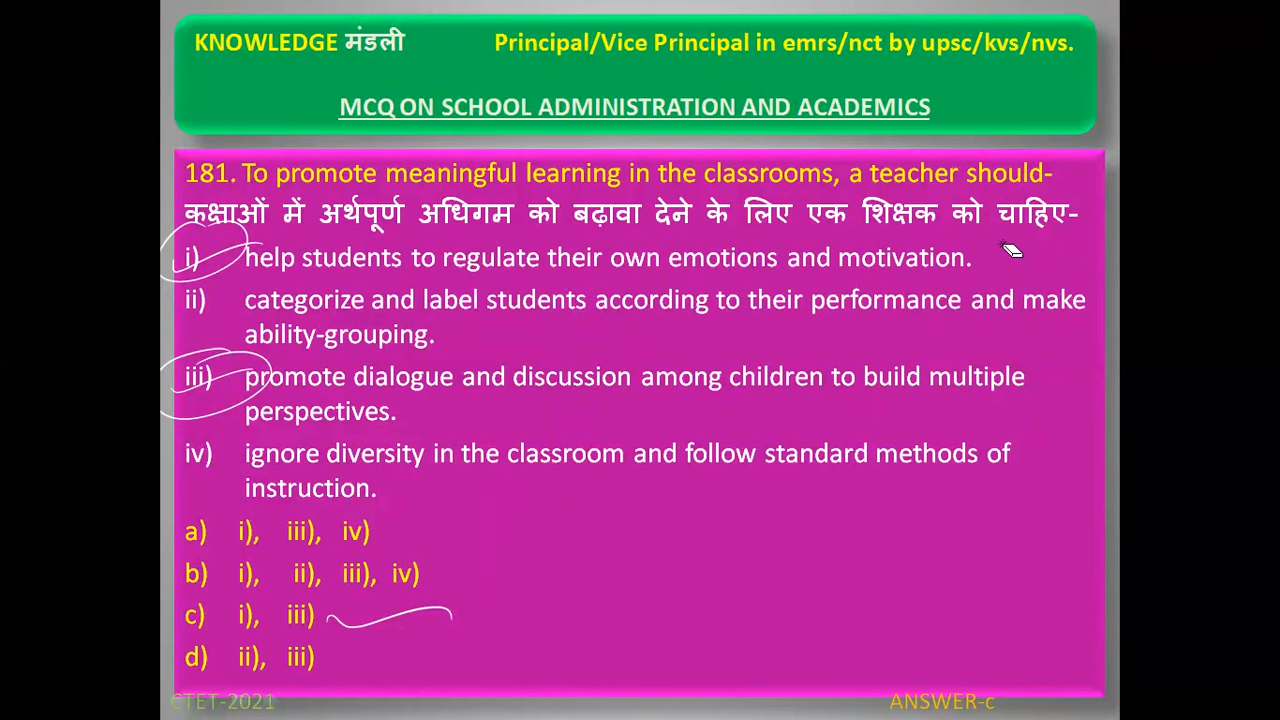 KNOWLEDGE मंडली Principal/Vice Principal in emrs/nct by upsc/kvs/nvs.
MCQ ON SCHOOL ADMINISTRATION AND ACADEMICS
181. To promote meaningful learning in the classrooms, a teacher should-
कक्षाओं में अर्थपूर्ण अधिगम को बढ़ावा देने के लिए एक शिक्षक को चाहिए-
i) help students to regulate their own emotions and motivation.
ii) categorize and label students according to their performance and make
ability-grouping.
iii) promote dialogue and discussion among children to build multiple
perspectives.
iv) ignore diversity in the classroom and follow standard methods of
instruction.
a) i), iii), iv)
b) i), ii), iii), iv)
c) i), iii)
d) ii), iii)
CTET-2021 ANSWER-c